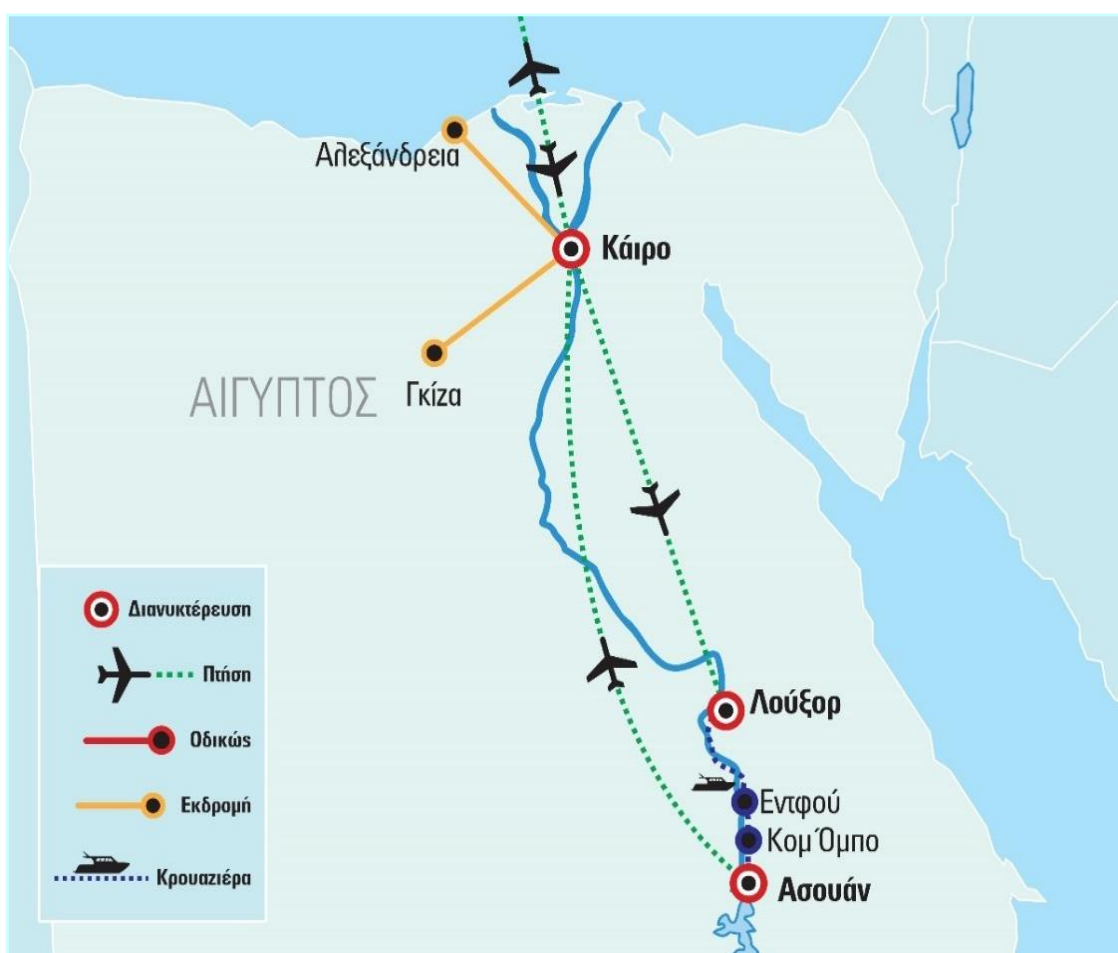 Αλεξάνδρεια
Κάιρο
ΑΙΓΥΠΤΟΣ
Γκίζα
Διανυκτέρευση
Πτήση
Οδικώς
Εκδρομή
Κρουαζιέρα
Λούξορ
Εντφού
Κομ Όμπο
Ασουάν